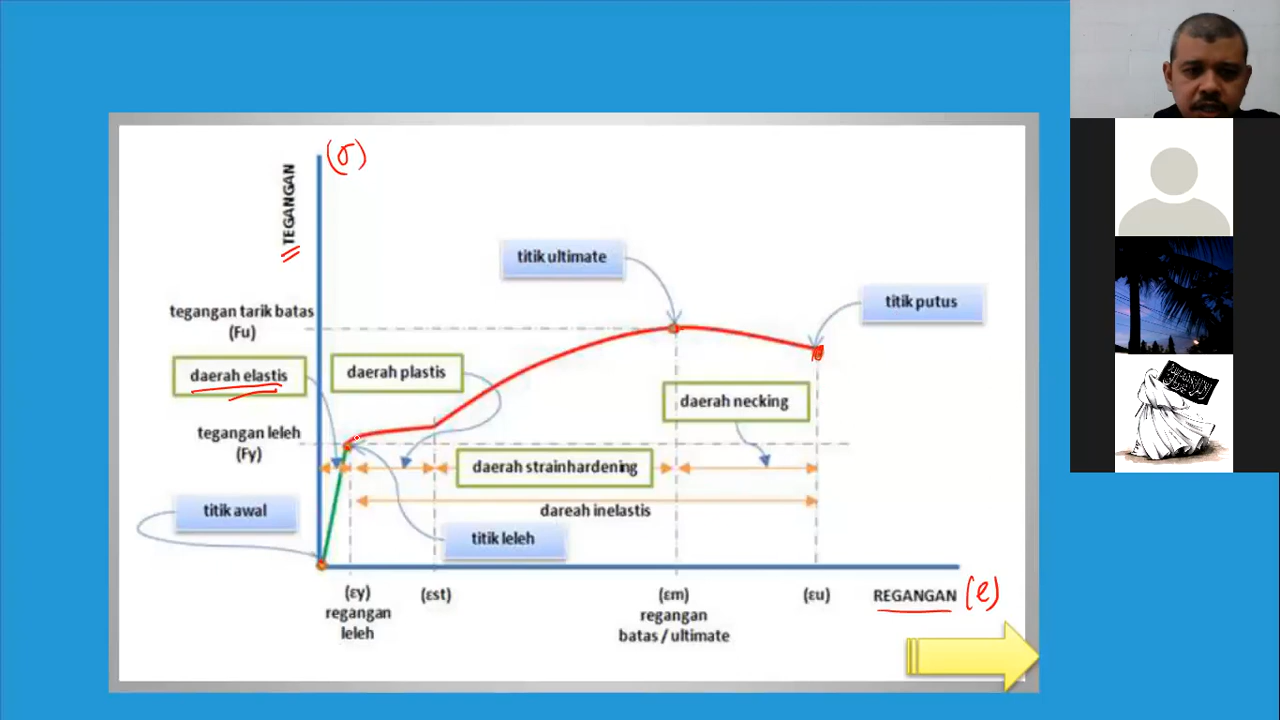 TEGANGAN
(σ)
titik ultimate
titik putus
tegangan tarik batas
(Fu)
daerah elastis
daerah plastis
daerah necking
tegangan leleh
(Fy)
daerah strainhardening
dareah inelastis
titik awal
titik leleh
(εy)
regangan
leleh
(εst)
(εm)
regangan
batas / ultimate
(εu)
REGANGAN (e)